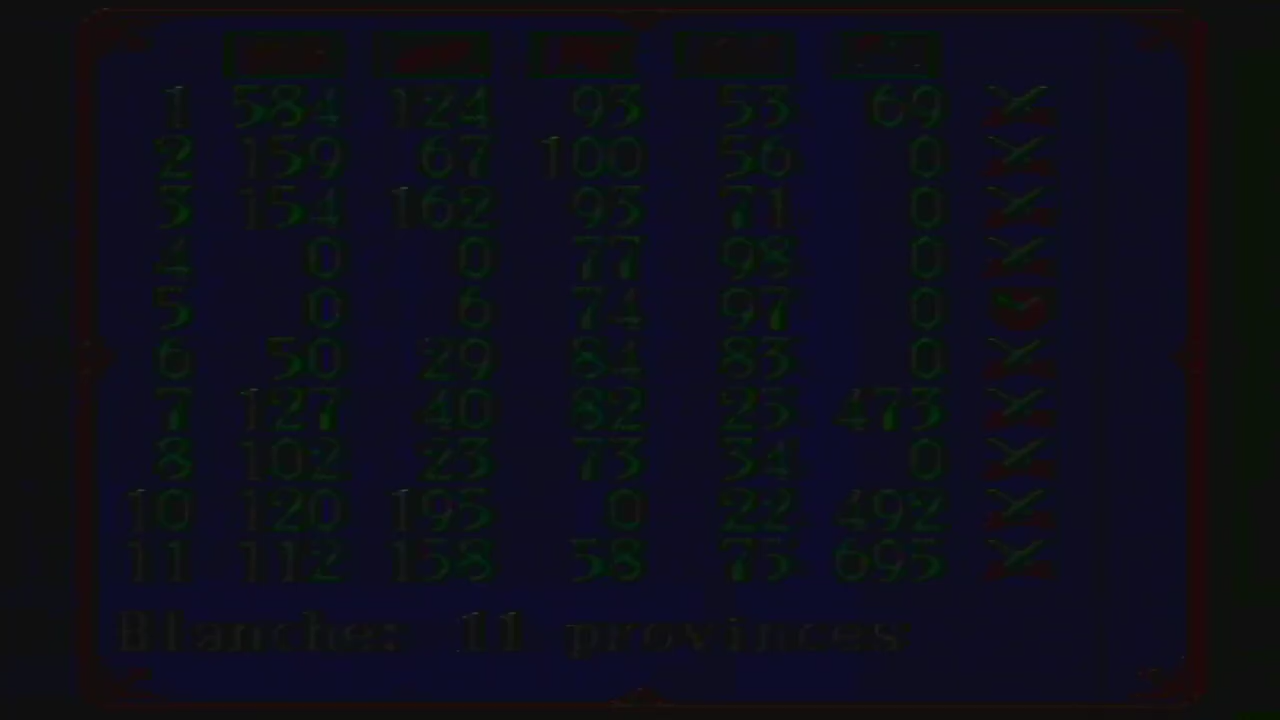 1 584 124 93 53 69
2 159 67 100 56 0
3 154 162 93 71 0
4 0 0 77 98 0
5 0 6 74 97 0
6 50 29 84 83 0
7 127 40 82 25 473
8 102 23 73 34 0
10 120 195 0 22 492
11 112 158 58 75 695
Blanche: 11 provinces